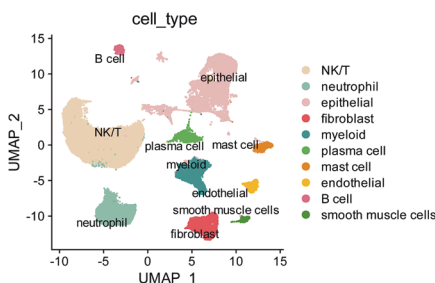 cell_type
B cell
epithelial
NK/T
plasma cell
mast cell
myeloid
endothelial
smooth muscle cells
neutrophil
fibroblast
UMAP_2
15
10
5
0
-5
-10
-10
-5
0
5
10
15
UMAP_1
NK/T
neutrophil
epithelial
fibroblast
myeloid
plasma cell
mast cell
endothelial
B cell
smooth muscle cells